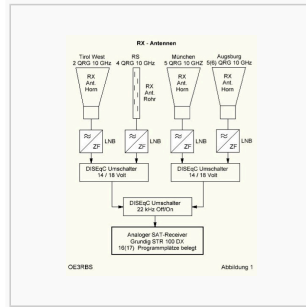 RX - Antennen
Tirol West RS München Augsburg
2 QRG 10 GHz 4 QRG 10 GHz 5 QRG 10 GHZ 5(6) QRG 10 GHz
RX RX RX RX
Ant. Ant. Ant. Ant.
Horn Rohr Horn Horn
LNB LNB LNB LNB
ZF ZF ZF ZF
DISEqC Umschalter DISEqC Umschalter
14 / 18 Volt 14 / 18 Volt
DISEqC Umschalter
22 kHz Off/On
Analoger SAT-Receiver
Grundig STR 100 DX
16(17) Programmplätze belegt
OE3RBS Abbildung 1